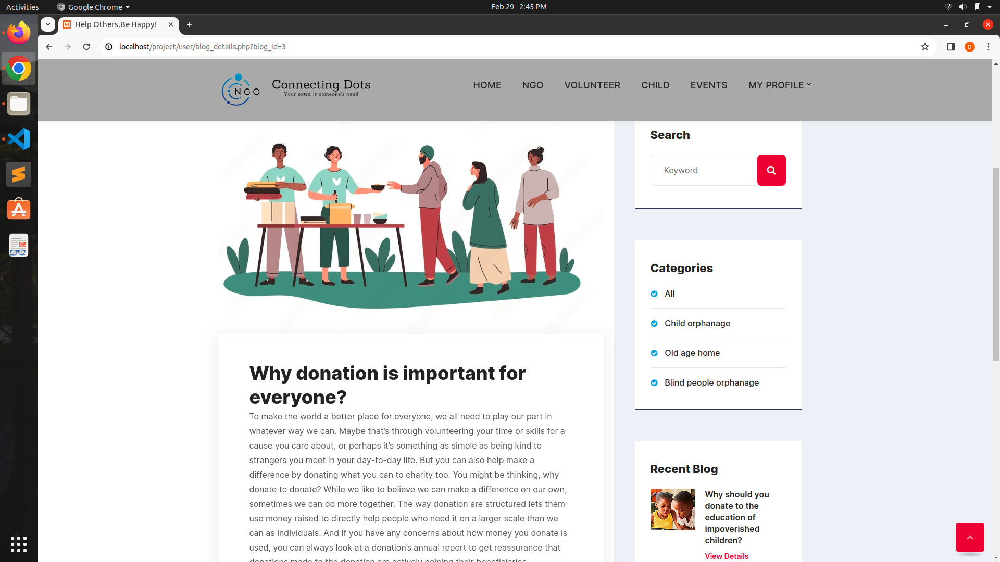 Activities
Google Chrome
Feb 29 2:45 PM
Help Others,Be Happy!
localhost/project/user/blog_details.php?blog_id=3
D
NGO
Connecting Dots
Your extra is someone's need
HOME
NGO
VOLUNTEER
CHILD
EVENTS
MY PROFILE
Why donation is important for
everyone?
To make the world a better place for everyone, we all need to play our part in
whatever way we can. Maybe that’s through volunteering your time or skills for a
cause you care about, or perhaps it’s something as simple as being kind to
strangers you meet in your day-to-day life. But you can also help make a
difference by donating what you can to charity too. You might be thinking, why
donate to donate? While we like to believe we can make a difference on our own,
sometimes we can do more together. The way donation are structured lets them
use money raised to directly help people who need it on a larger scale than we
can as individuals. And if you have any concerns about how money you donate is
used, you can always look at a donation’s annual report to get reassurance that
donations made to the donation are actively helping their beneficiaries.
Search
Keyword
Categories
All
Child orphanage
Old age home
Blind people orphanage
Recent Blog
Why should you
donate to the
education of
impoverished
children?
View Details